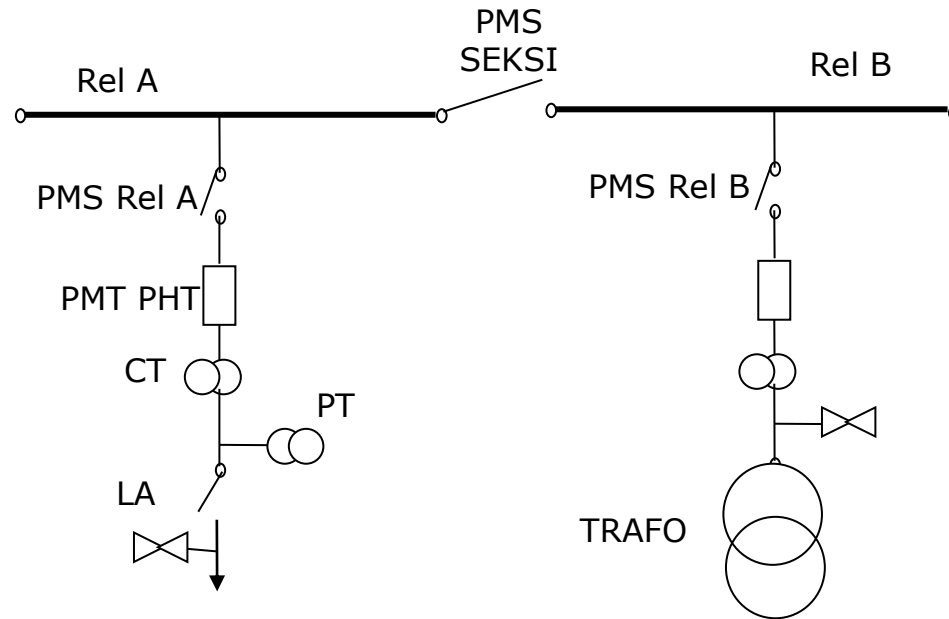 PMS
SEKSI
Rel A
Rel B
PMS Rel A
PMS Rel B
PMT PHT
CT
PT
LA
TRAFO